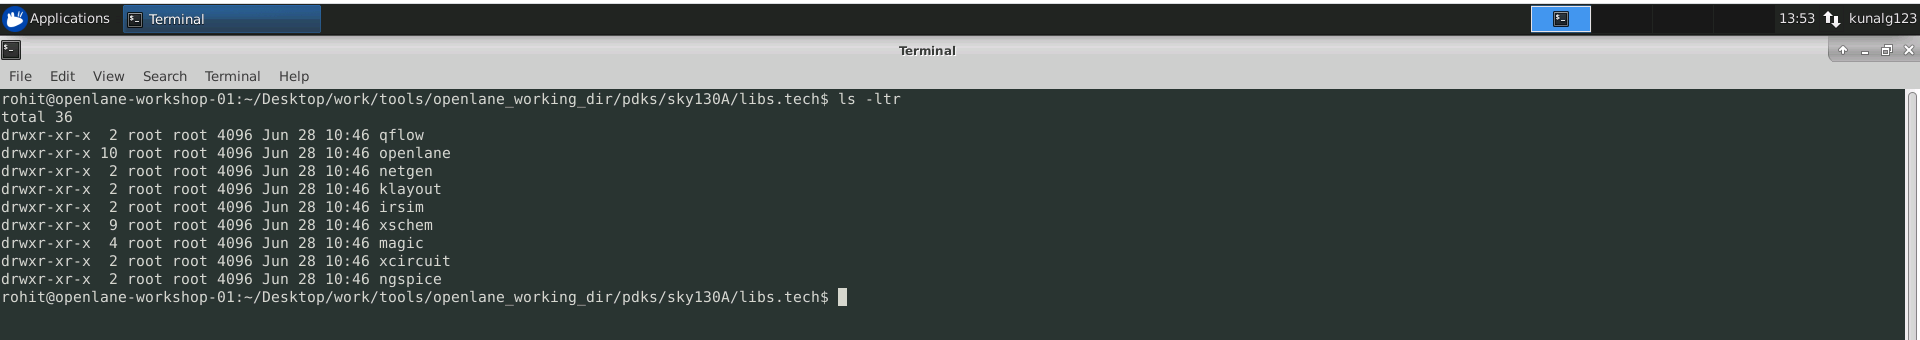 Applications Terminal 13:53 kunalg123
Terminal
File Edit View Search Terminal Help
rohit@openlane-workshop-01:~/Desktop/work/tools/openlane_working_dir/pdks/sky130A/libs.tech$ ls -ltr
total 36
drwxr-xr-x  2 root root 4096 Jun 28 10:46 qflow
drwxr-xr-x 10 root root 4096 Jun 28 10:46 openlane
drwxr-xr-x  2 root root 4096 Jun 28 10:46 netgen
drwxr-xr-x  2 root root 4096 Jun 28 10:46 klayout
drwxr-xr-x  2 root root 4096 Jun 28 10:46 irsim
drwxr-xr-x  9 root root 4096 Jun 28 10:46 xschem
drwxr-xr-x  4 root root 4096 Jun 28 10:46 magic
drwxr-xr-x  2 root root 4096 Jun 28 10:46 xcircuit
drwxr-xr-x  2 root root 4096 Jun 28 10:46 ngspice
rohit@openlane-workshop-01:~/Desktop/work/tools/openlane_working_dir/pdks/sky130A/libs.tech$